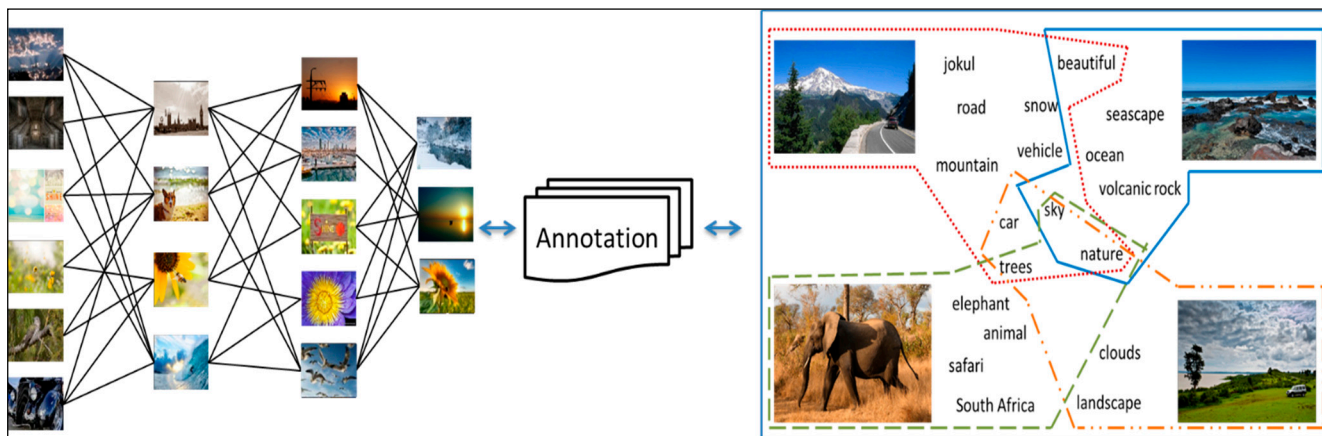 Annotation
jokul
beautiful
road
snow
seascape
vehicle
ocean
mountain
volcanic rock
sky
car
nature
trees
elephant
animal
clouds
safari
South Africa
landscape